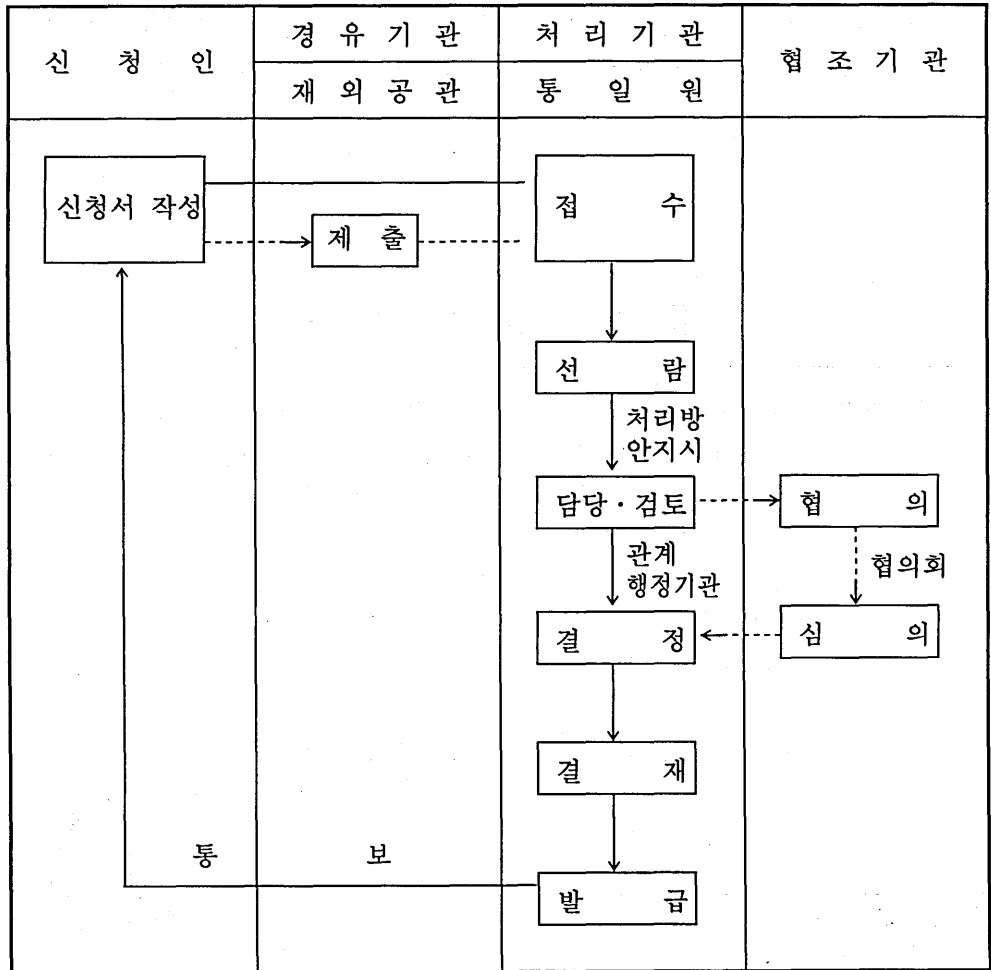 신 청 인
경 유 기 관
처 리 기 관
협 조 기 관
재 외 공 관
통 일 원
신청서 작성
접 수
제 출
선 람
처리방
안지시
담당·검토
협 의
관계
행정기관
협의회
결 정
심 의
결 재
통 보
발 급